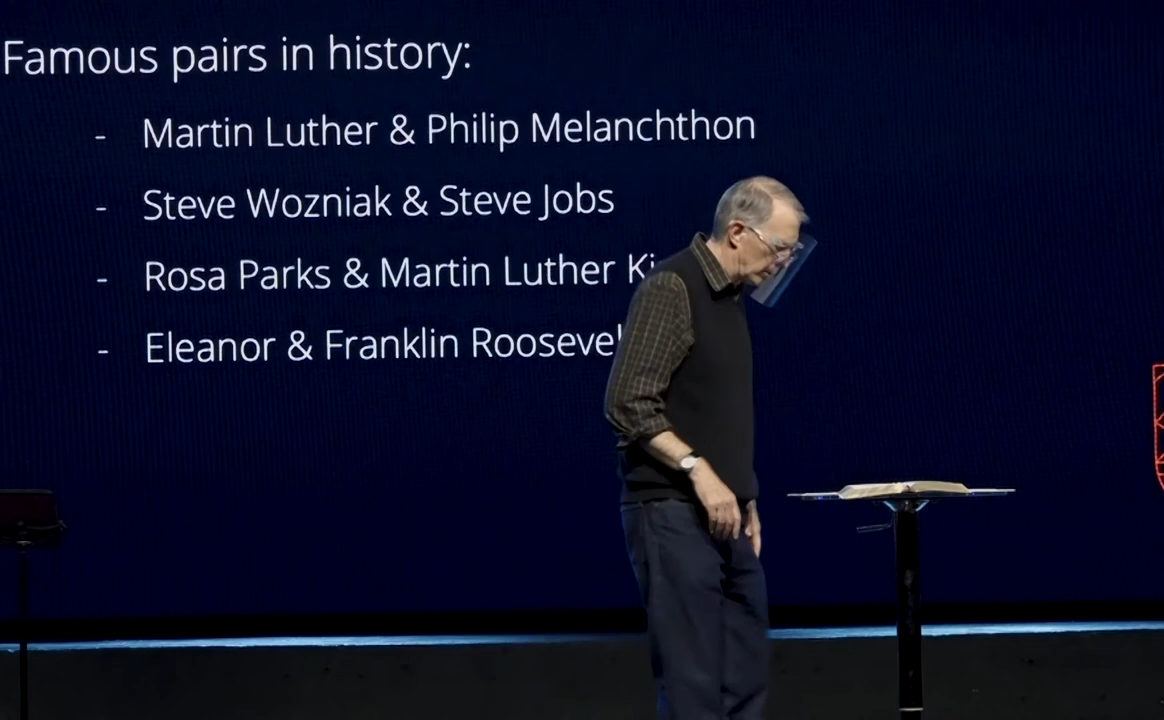 Famous pairs in history:
- Martin Luther & Philip Melanchthon
- Steve Wozniak & Steve Jobs
- Rosa Parks & Martin Luther
- Eleanor & Franklin